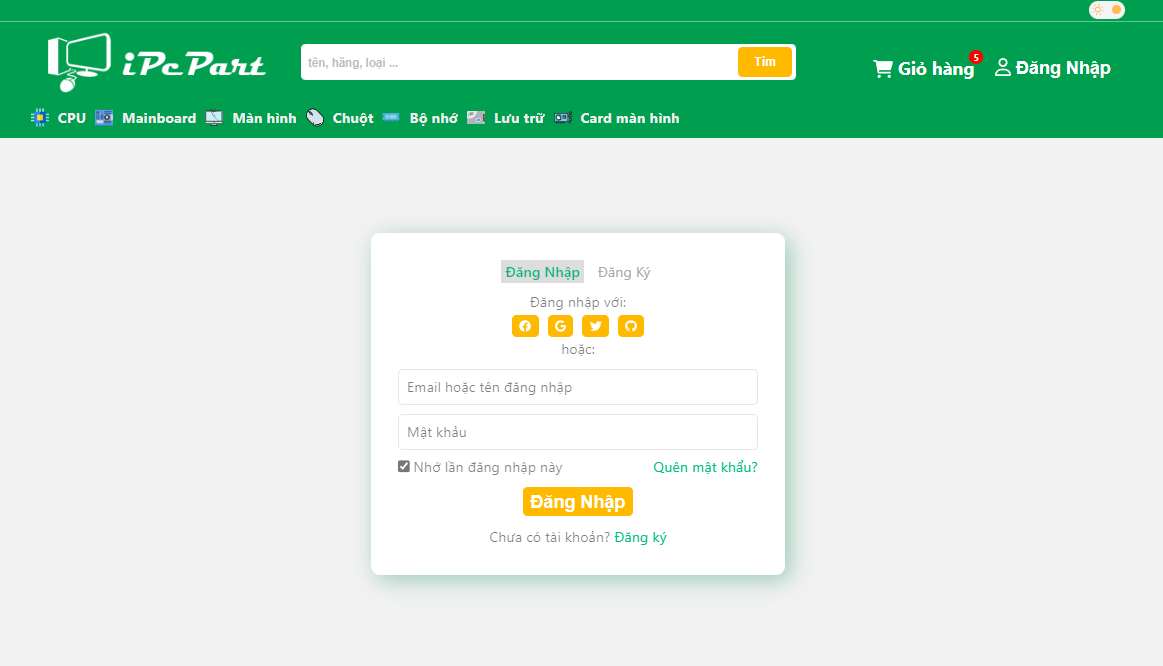 iPcPart
tên, hãng, loại ...
Tìm
Giỏ hàng 5
Đăng Nhập
CPU Mainboard Màn hình Chuột Bộ nhớ Lưu trữ Card màn hình
Đăng Nhập Đăng Ký
Đăng nhập với:
hoặc:
Email hoặc tên đăng nhập
Mật khẩu
Nhớ lần đăng nhập này Quên mật khẩu?
Đăng Nhập
Chưa có tài khoản? Đăng ký